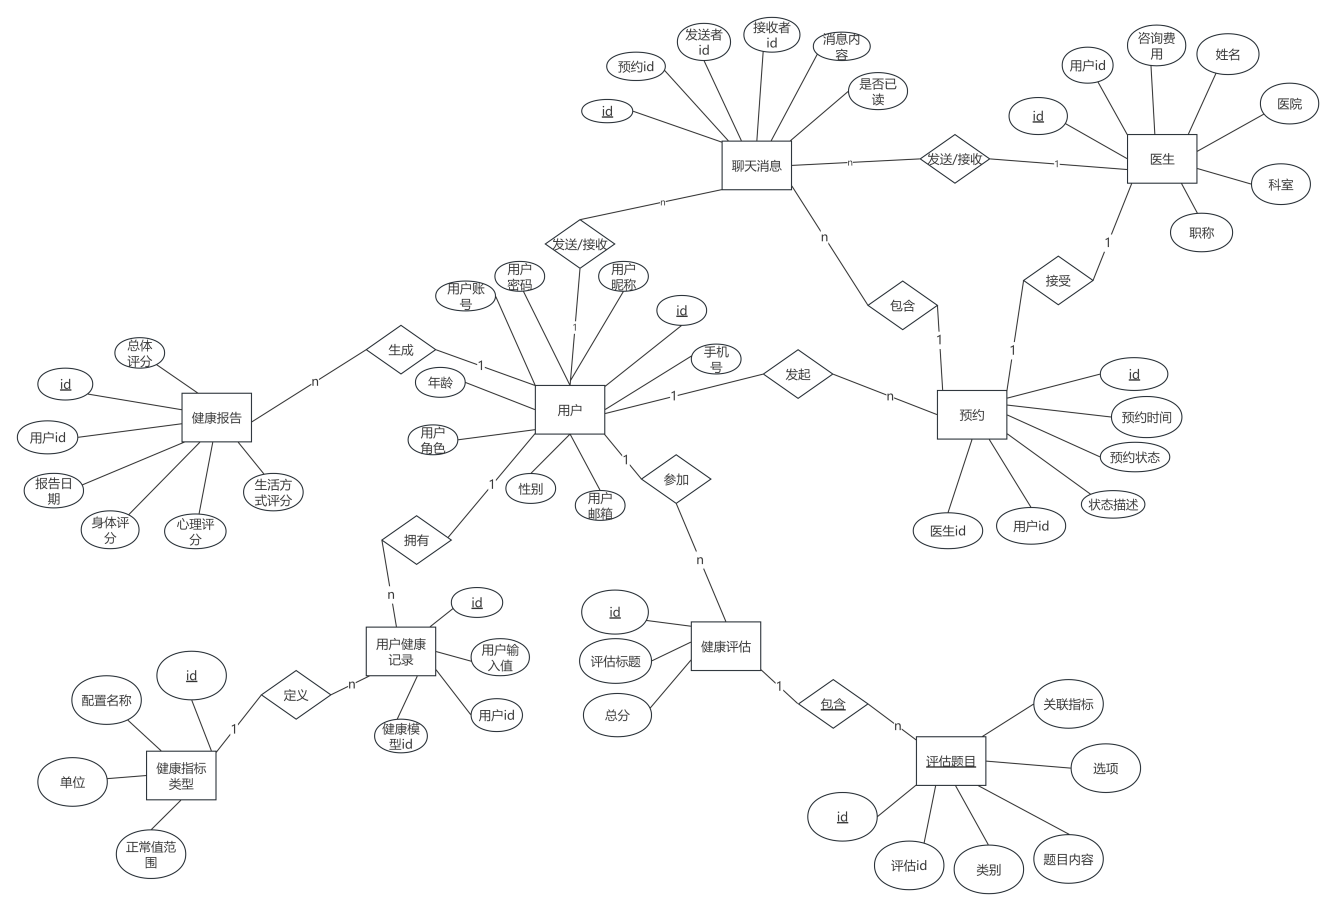 发送者
id
接收者
id
消息内
容
预约id
是否已
读
id
聊天消息
n
发送/接收
1
咨询费
用
姓名
用户id
医院
id
医生
科室
职称
n
发送/接收
1
n
包含
1
1
接受
1
用户账
号
用户
密码
用户
昵称
id
手机
号
年龄
用户
角色
用户
性别
用户
邮箱
总体
评分
id
用户id
报告日
期
身体评
分
心理评
分
生活方
式评分
健康报告
n
生成
1
1
发起
n
预约
id
预约时间
预约状态
状态描述
用户id
医生id
1
拥有
n
1
参加
n
id
用户健康
记录
用户输
入值
用户id
健康模
型id
id
配置名称
单位
健康指标
类型
正常值范
围
1
定义
n
id
评估标题
总分
健康评估
1
包含
n
关联指标
选项
评估题目
id
评估id
类别
题目内容